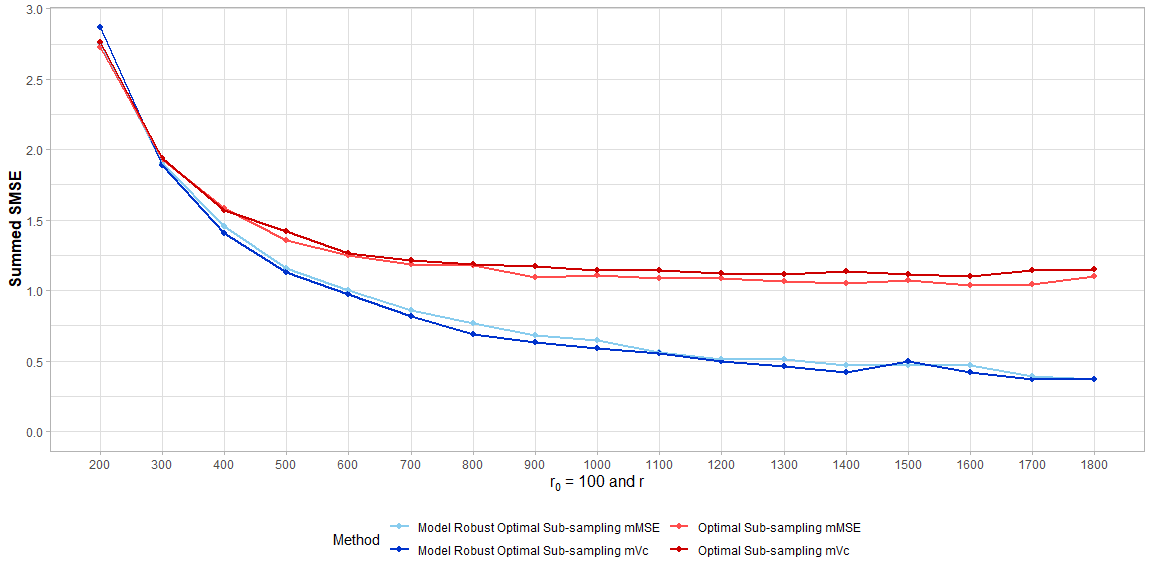 3.0
2.5
2.0
1.5
1.0
0.5
0.0
Summed SMSE
200 300 400 500 600 700 800 900 1000 1100 1200 1300 1400 1500 1600 1700 1800
r₀ = 100 and r
Method
Model Robust Optimal Sub-sampling mMSE
Optimal Sub-sampling mMSE
Model Robust Optimal Sub-sampling mVc
Optimal Sub-sampling mVc